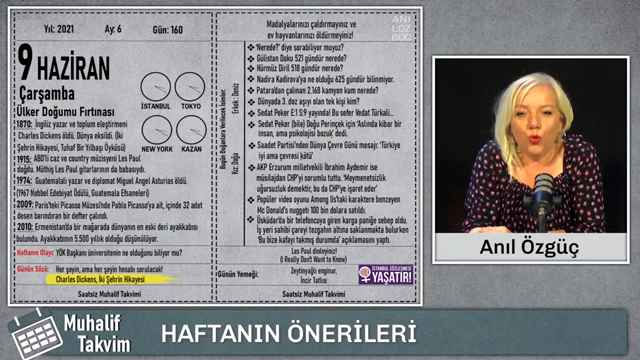 Yıl: 2021
Ay: 6
Gün: 160
9
HAZİRAN
Çarşamba
Ülker Doğumu Fırtınası
İSTANBUL
TOKYO
NEW YORK
KAZAN
1870: İngiliz yazar ve toplum eleştirmeni
Charles Dickens öldü. Dünya eksildi. (İki
Şehrin Hikayesi, Tuhaf Bir Yılbaşı Öyküsü)
1915: ABD'li caz ve country müzisyeni Les Paul
doğdu. Müthiş Les Paul gitarlarının da babasıydı.
1974: Guatemalalı yazar ve diplomat Miguel Angel Asturias öldü.
(1967 Nobel Edebiyat Ödülü, Guatemala Efsaneleri)
2009: Paris'teki Picasso Müzesi'nde Pablo Picasso'ya ait, içinde 32 adet
desen barındıran bir defter çalındı.
2010: Ermenistan'da bir mağarada dünyanın en eski deri ayakkabısı
bulundu. Ayakkabının 5.500 yıllık olduğu düşünülüyor.
Haftanın Olayı: YÜK Başkanı üniversitenin ne olduğunu biliyor mu?
Günün Sözü: Her şeyin, ama her şeyin hesabı sorulacak!
Charles Dickens, İki Şehrin Hikayesi
Saatsiz Muhalif Takvimi
Bugün Doğanlara Verilecek İsimler:
Kız: Doğa
Erkek: Deniz
Madalyalarınızı çaldırmayınız ve
ev hayvanlarınızı öldürmeyiniz!
ANI
LÖZ
GÜÇ
❖ 'Nerede?' diye sorabiliyor muyuz?
❖ Gülistan Doku 521 gündür nerede?
❖ Hürmüz Diril 518 gündür nerede?
❖ Nadira Kadirova'ya ne olduğu 625 gündür bilinmiyor.
❖ Patara'dan çalınan 2.168 kamyon kum nerede?
❖ Dünyada 3. doz aşıyı olan tek kişi kim?
❖ Sedat Peker E:1 S:9 yayında! Bu sefer Vedat Türkali..
❖ Sedat Peker (bile) Doğu Perinçek için 'Aslında kibar bir
insan, ama psikolojisi bozuk' dedi.
❖ Saadet Partisi'nden Dünya Çevre Günü mesajı: 'Türkiye
iyi ama çevresi kötü'
❖ AKP Erzurum milletvekili İbrahim Aydemir ise
müsilajdan CHP'yi sorumlu tuttu. 'Meymenetsizlik
uğursuzluk demektir, bu da CHP'ye işaret eder'
❖ Popüler video oyunu Among Us'taki karaktere benzeyen
Mc Donald's nuggeti 100 bin dolara satıldı.
❖ Üsküdar'da bir telefoncuya giren kargo paniğe sebep oldu.
İş yeri sahibi çareyi tezgahın altına saklanmakta bulurken
'Bu bize kafayı takmış durumda' açıklamasını yaptı.
Les Paul dinleyiniz!
(I Really Don't Want to Know)
Günün Yemeği:
Zeytinyağlı enginar,
İncir Tatlısı
İSTANBUL SÖZLEŞMESİ
YAŞATIR!
Saatsiz Muhalif Takvimi
Anıl Özgüç
Muhalif
Takvim
HAFTANIN ÖNERİLERİ